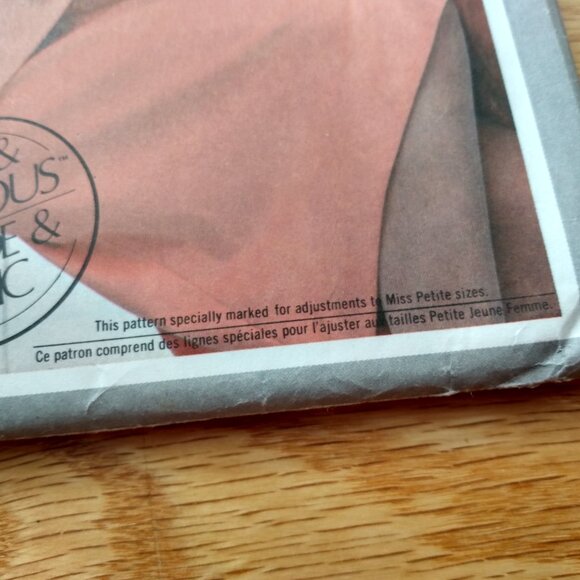 &
OUS™
E &
IC
This pattern specially marked for adjustments to Miss Petite sizes.
Ce patron comprend des lignes spéciales pour l'ajuster aux tailles Petite Jeune Femme.